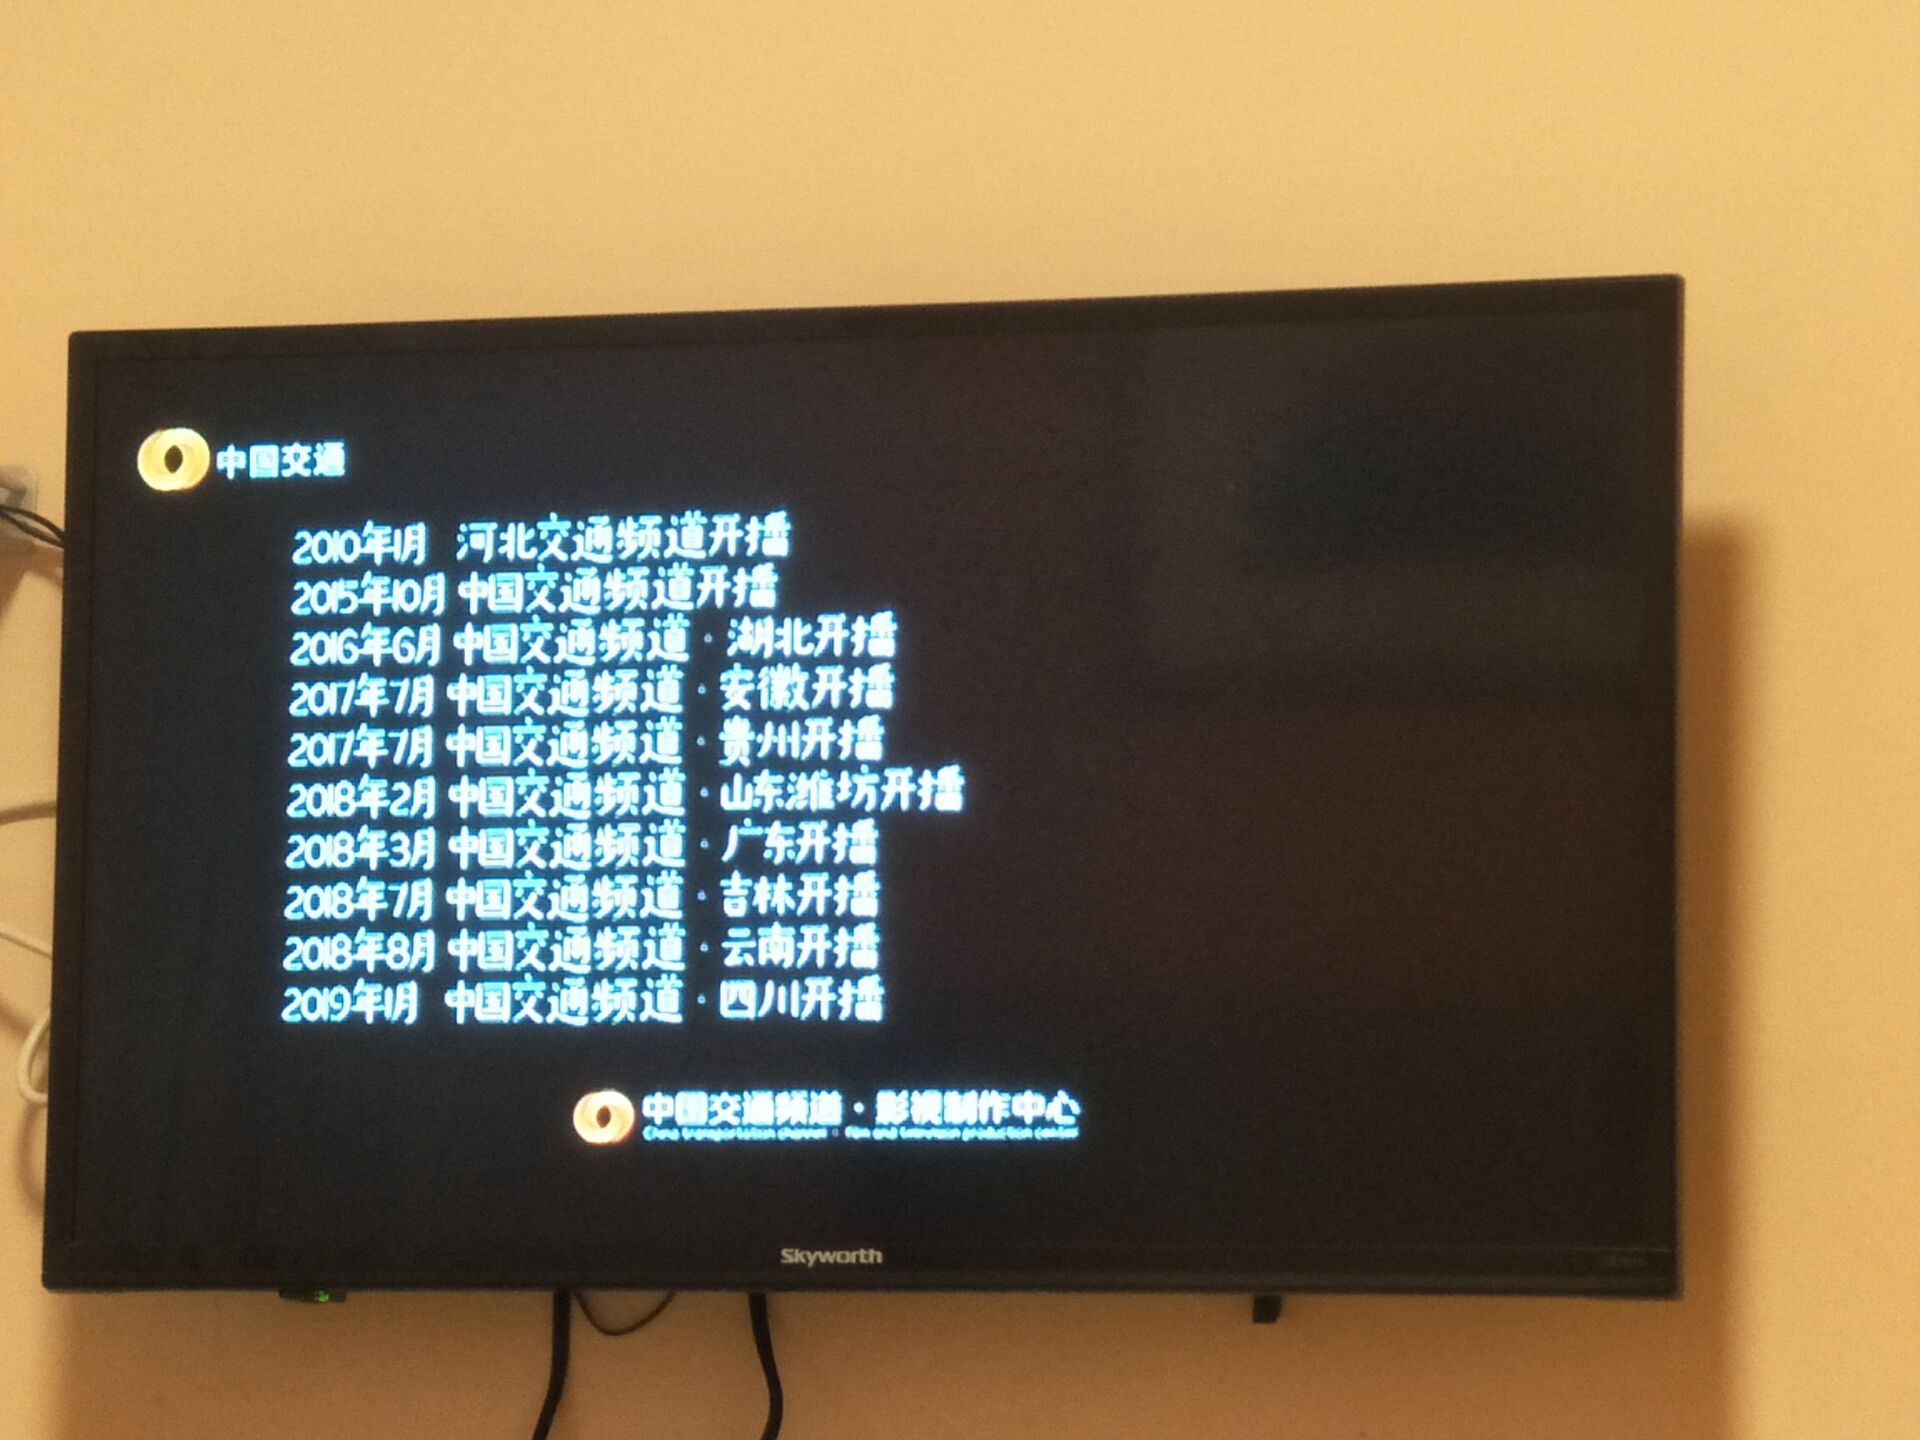 中国交通
2010年1月 河北交通频道开播
2015年10月 中国交通频道开播
2016年6月 中国交通频道·湖北开播
2017年7月 中国交通频道·安徽开播
2017年7月 中国交通频道·贵州开播
2018年2月 中国交通频道·山东潍坊开播
2018年3月 中国交通频道·广东开播
2018年7月 中国交通频道·吉林开播
2018年8月 中国交通频道·云南开播
2019年1月 中国交通频道·四川开播
中国交通频道·影视制作中心
China transportation channel · Film and television production center
Skyworth